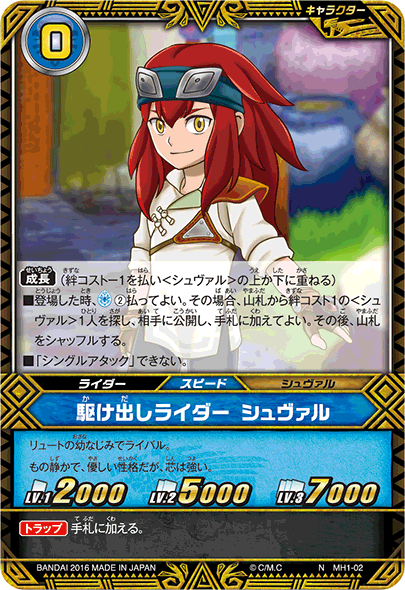 0
キャラクター
成長 (絆コスト−1を払い<シュヴァル>の上か下に重ねる)
■登場した時、②払ってよい。その場合、山札から絆コスト1の<シュ
ヴァル>1人を探し、相手に公開し、手札に加えてよい。その後、山札
をシャッフルする。
■「シングルアタック」できない。
ライダー スピード シュヴァル
駆け出しライダー シュヴァル
リュートの幼なじみでライバル。
もの静かで、優しい性格だが、芯は強い。
LV.1 2000 LV.2 5000 LV.3 7000
トラップ 手札に加える。
BANDAI 2016 MADE IN JAPAN ©C/M.C N MH1-02